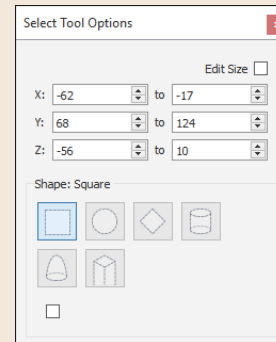 Select Tool Options
Edit Size
X: -62 to -17
Y: 68 to 124
Z: -56 to 10
Shape: Square